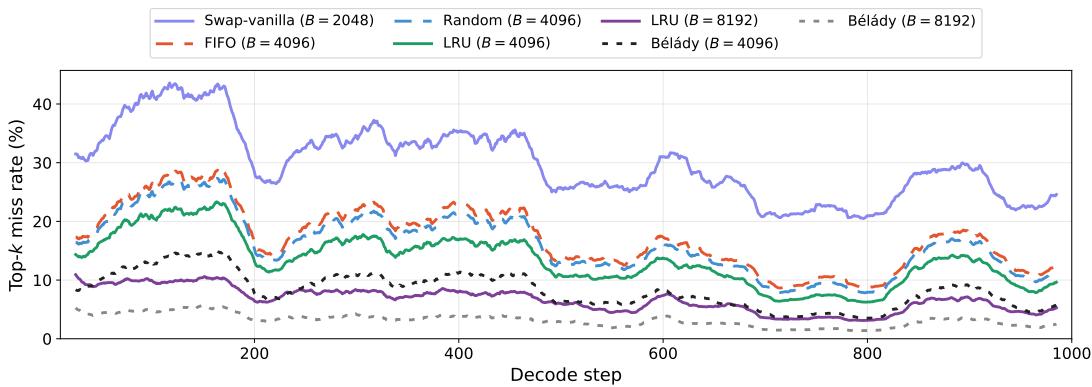 Swap-vanilla (B = 2048) Random (B = 4096) LRU (B = 8192) Bélády (B = 8192)
FIFO (B = 4096) LRU (B = 4096) Bélády (B = 4096)
Top-k miss rate (%)
40
30
20
10
0
200 400 600 800 1000
Decode step